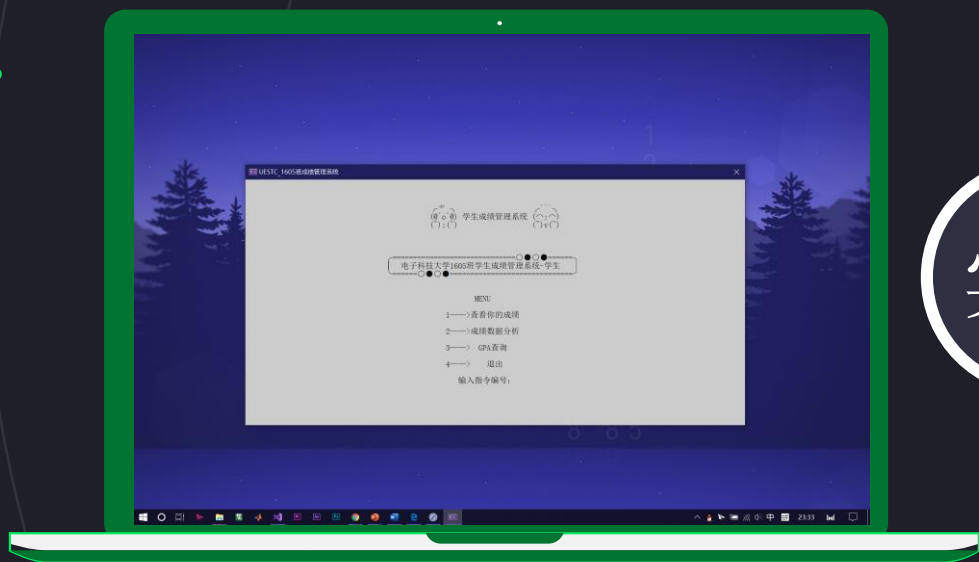 UESTC_1605班成绩管理系统
学生成绩管理系统
电子科技大学1605班学生成绩管理系统-学生
MENU
1——>查看你的成绩
2——>成绩数据分析
3——> GPA查询
4——> 退出
输入指令编号:
中
23:33